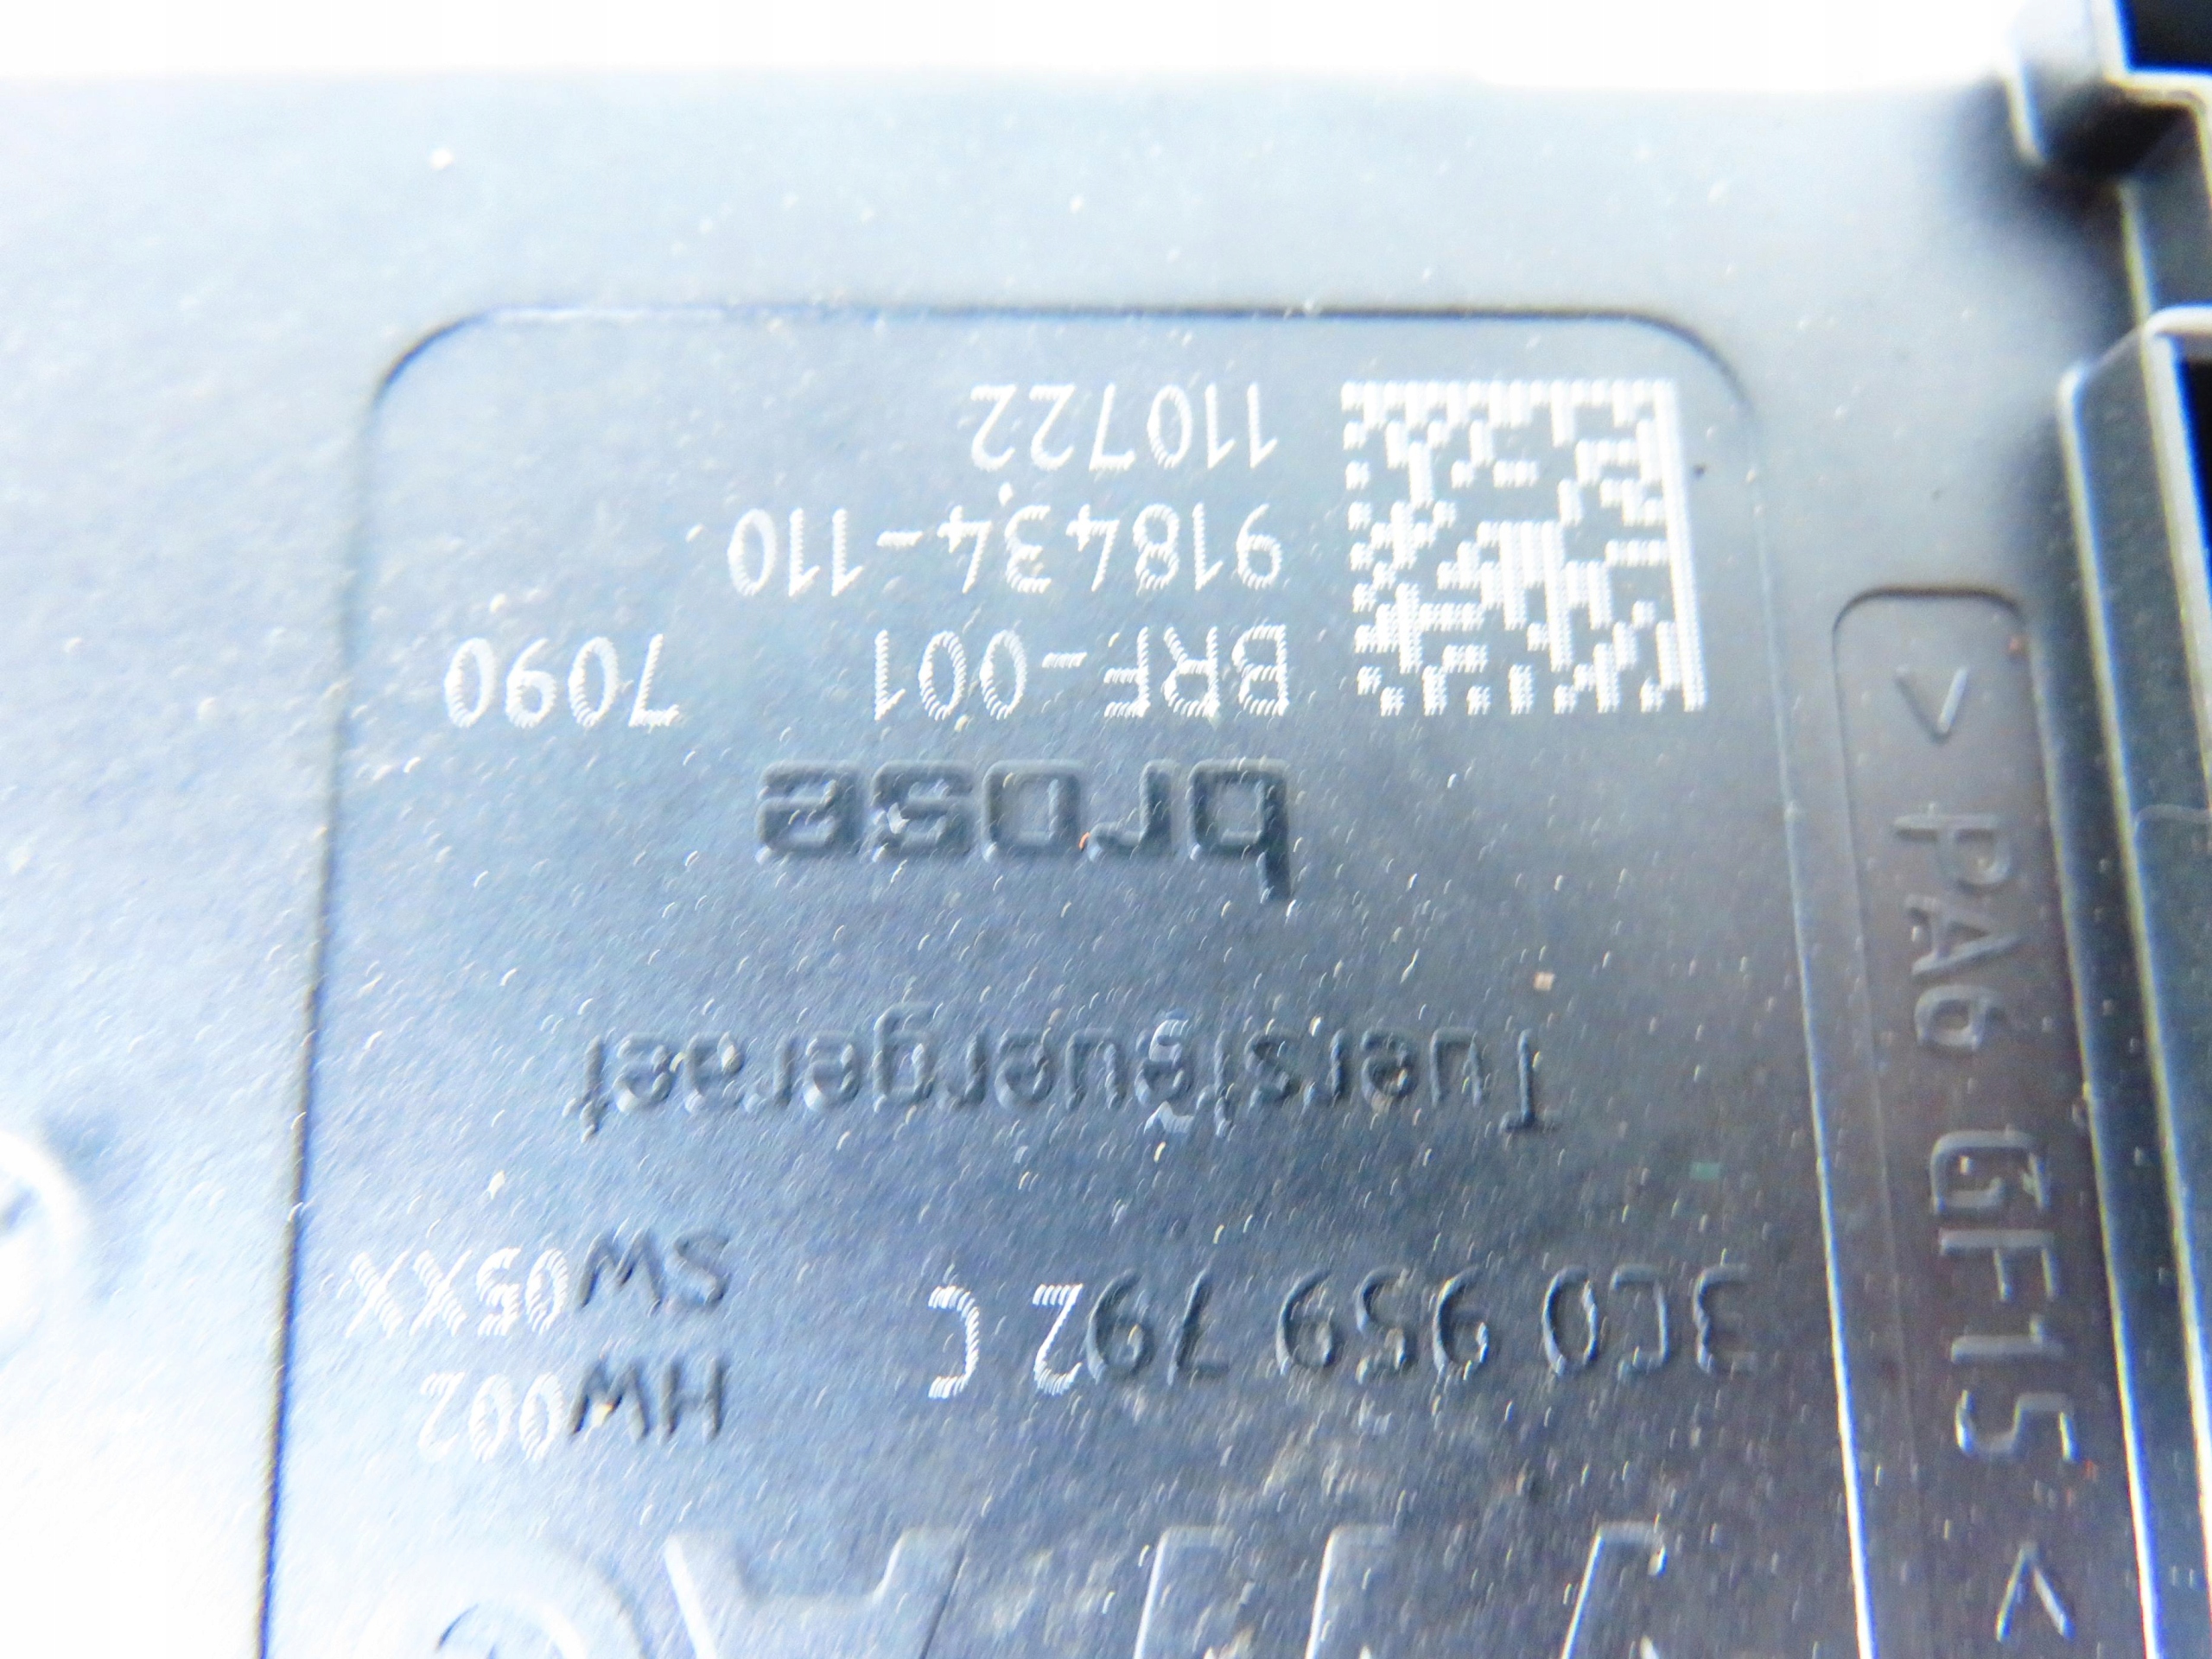 3C0 959 792 C
HW002
SW05XX
Tuersteuergeraet
brose
BRF-001 7090
918434-110
110722
> PA6 GF15 <